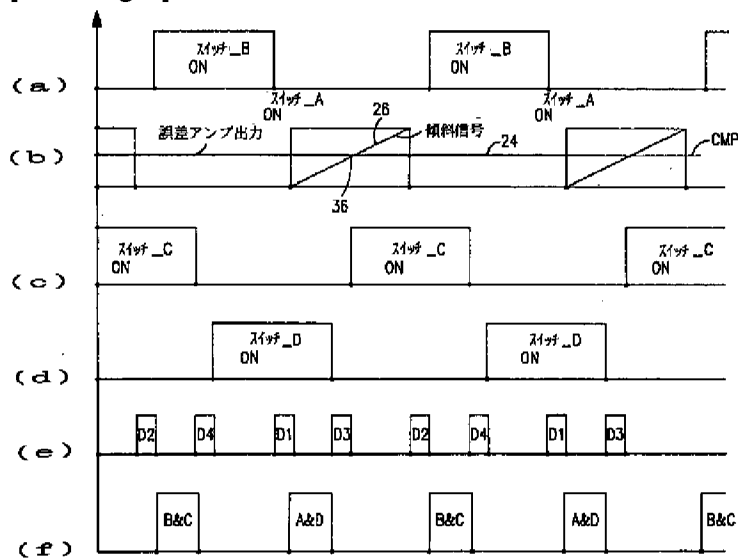 スイッチ_B スイッチ_B
ON ON
(a)
スイッチ_A スイッチ_A
ON ON
誤差アンプ出力 26 傾斜信号 24 CMP
(b)
36
スイッチ_C スイッチ_C スイッチ_C
ON ON ON
(c)
スイッチ_D スイッチ_D
ON ON
(d)
D2 D4 D1 D3 D2 D4 D1 D3
(e)
B&C A&D B&C A&D B&C
(f)